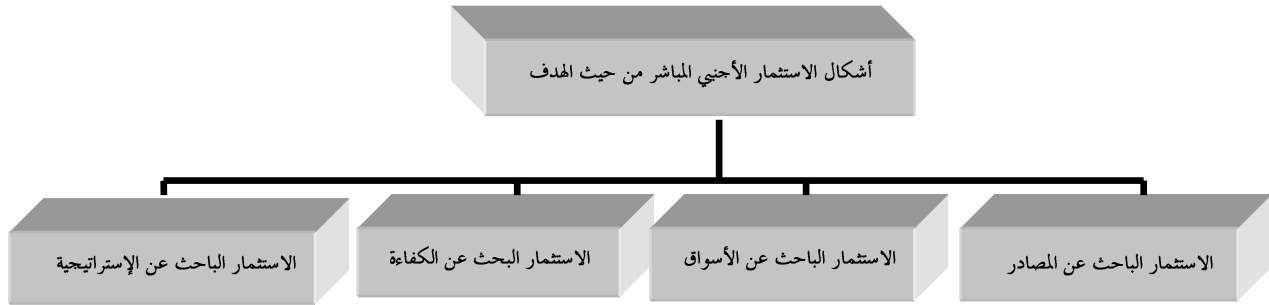 أشكال الاستثمار الأجنبي المباشر من حيث الهدف
الاستثمار الباحث عن المصادر
الاستثمار الباحث عن الأسواق
الاستثمار البحث عن الكفاءة
الاستثمار الباحث عن الإستراتيجية